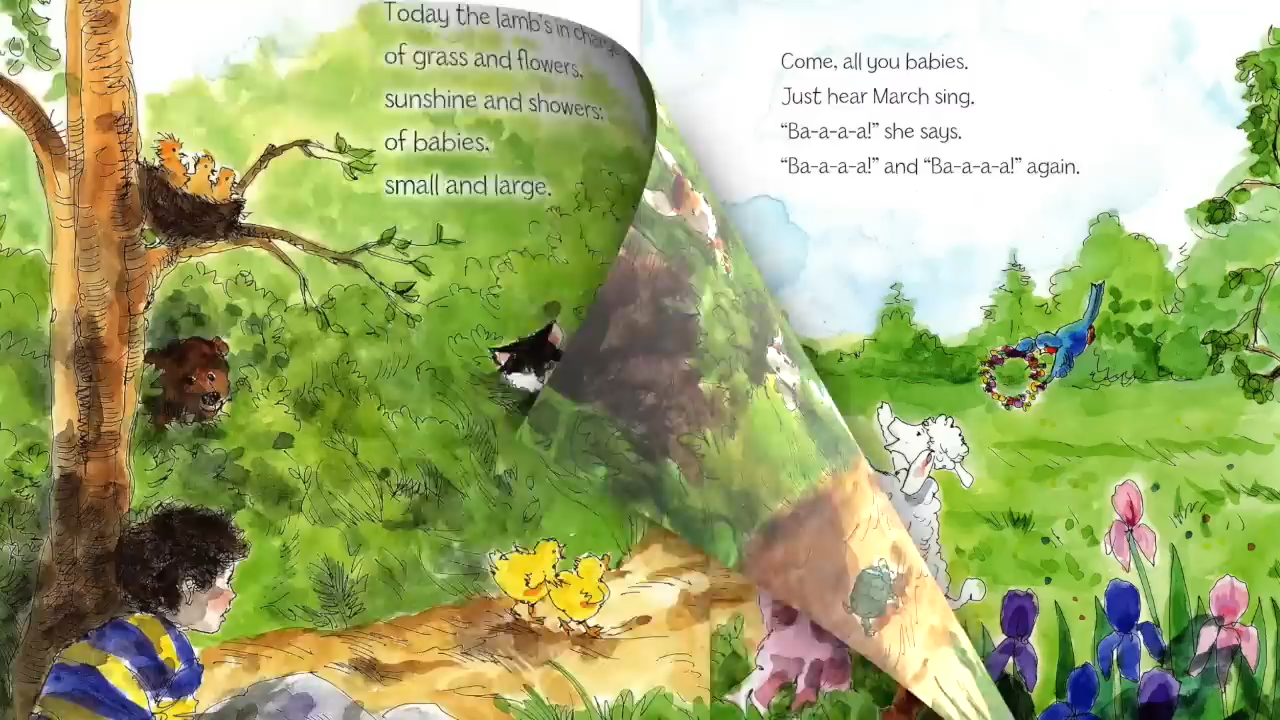 Today the lamb's in charge
of grass and flowers,
sunshine and showers;
of babies,
small and large.
Come, all you babies.
Just hear March sing.
“Ba-a-a-a!” she says.
“Ba-a-a-a!” and “Ba-a-a-a!” again.